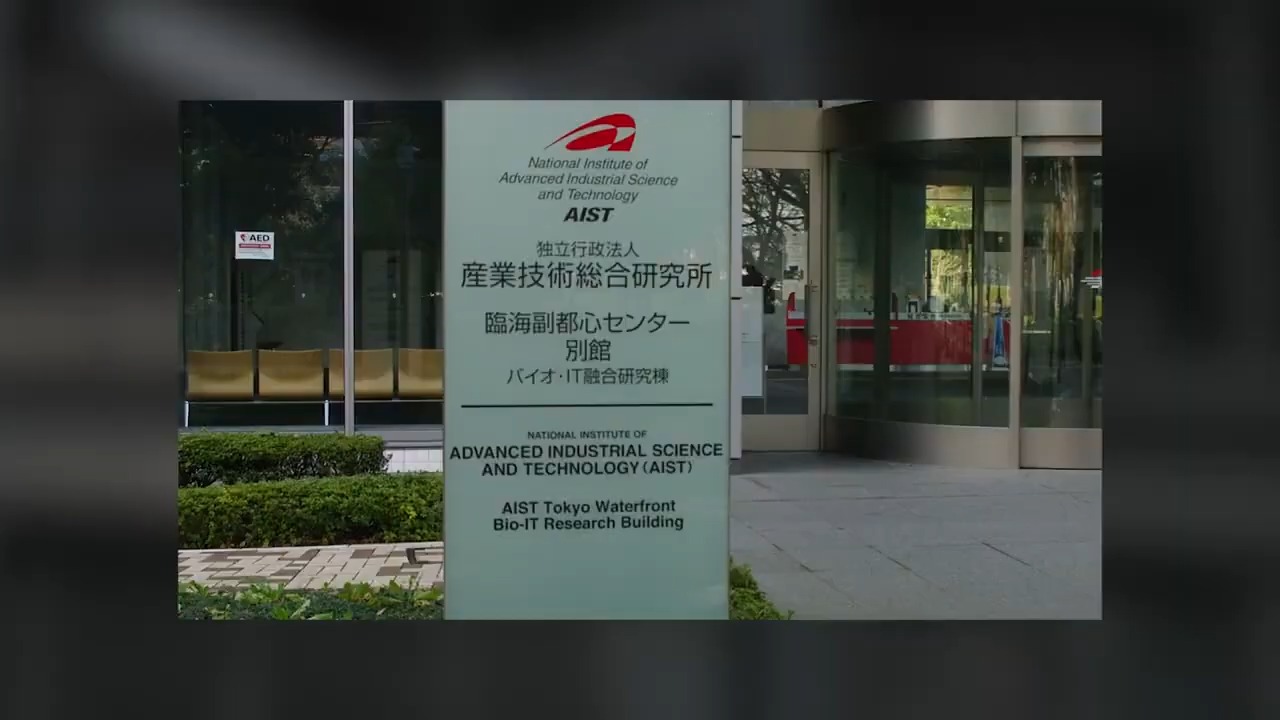 AED
National Institute of
Advanced Industrial Science
and Technology
AIST
独立行政法人
産業技術総合研究所
臨海副都心センター
別館
バイオ・IT融合研究棟
NATIONAL INSTITUTE OF
ADVANCED INDUSTRIAL SCIENCE
AND TECHNOLOGY (AIST)
AIST Tokyo Waterfront
Bio-IT Research Building